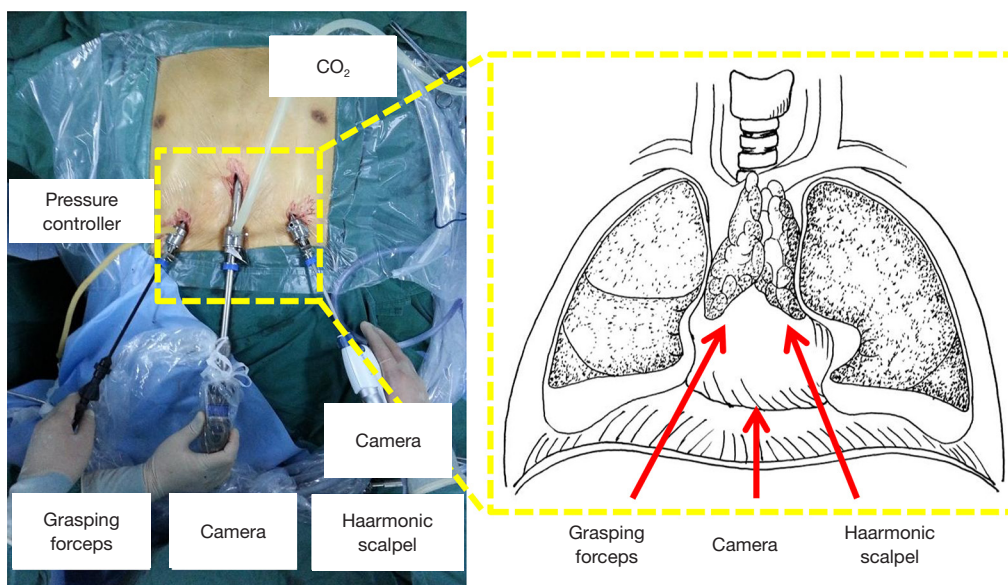 CO₂
Pressure
controller
Camera
Grasping
forceps
Camera
Haarmonic
scalpel
Grasping
forceps
Camera
Haarmonic
scalpel